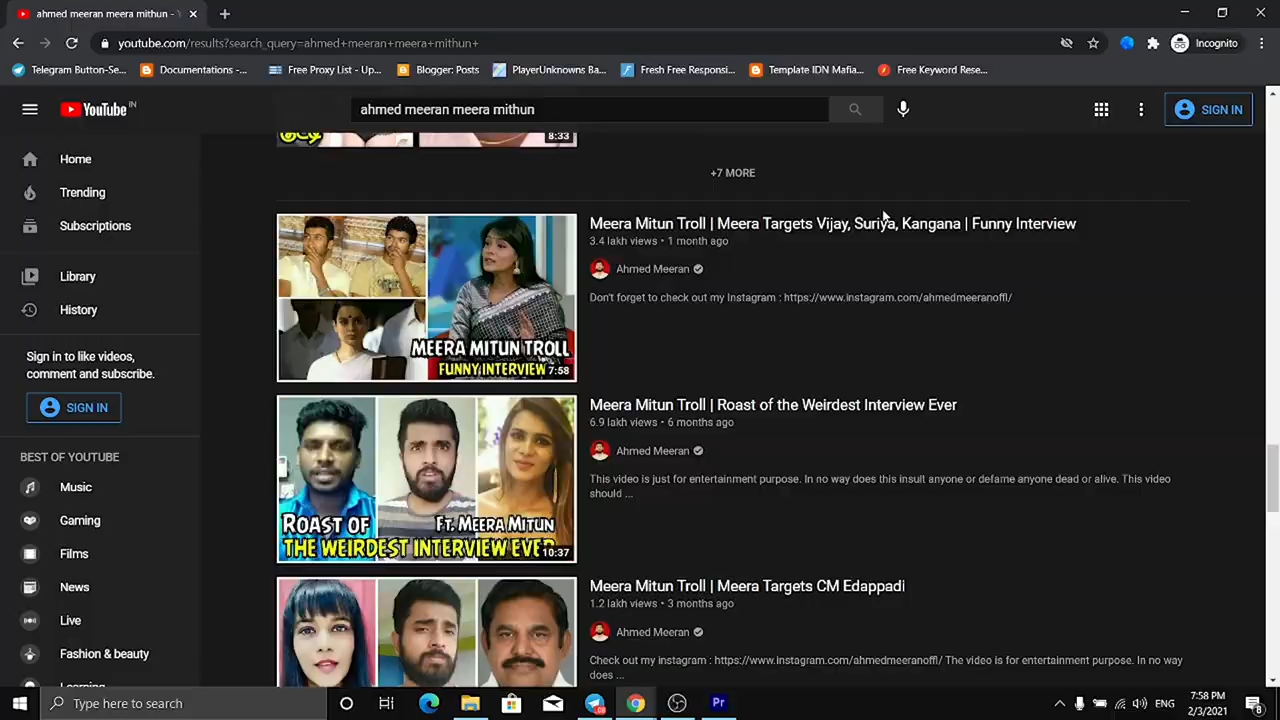 ahmed meeran meera mithun - Y
youtube.com/results?search_query=ahmed+meeran+meera+mithun+
Incognito
Telegram Button-Se...
Documentations -...
Free Proxy List - Up...
Blogger: Posts
PlayerUnknowns Ba...
Fresh Free Responsi...
Template IDN Mafia...
Free Keyword Rese...
YouTube IN
ahmed meeran meera mithun
SIGN IN
8:33
Home
Trending
Subscriptions
Library
History
Sign in to like videos,
comment and subscribe.
SIGN IN
BEST OF YOUTUBE
Music
Gaming
Films
News
Live
Fashion & beauty
Learning
+7 MORE
MEERA MITUN TROLL
FUNNY INTERVIEW
7:58
Meera Mitun Troll | Meera Targets Vijay, Suriya, Kangana | Funny Interview
3.4 lakh views • 1 month ago
Ahmed Meeran
Don't forget to check out my Instagram : https://www.instagram.com/ahmedmeeranoffl/
ROAST OF FT. MEERA MITUN
THE WEIRDEST INTERVIEW EVER
10:37
Meera Mitun Troll | Roast of the Weirdest Interview Ever
6.9 lakh views • 6 months ago
Ahmed Meeran
This video is just for entertainment purpose. In no way does this insult anyone or defame anyone dead or alive. This video
should ...
Meera Mitun Troll | Meera Targets CM Edappadi
1.2 lakh views • 3 months ago
Ahmed Meeran
Check out my instagram : https://www.instagram.com/ahmedmeeranoffl/ The video is for entertainment purpose. In no way
does ...
Type here to search
Pr
ENG
7:58 PM
2/3/2021
8